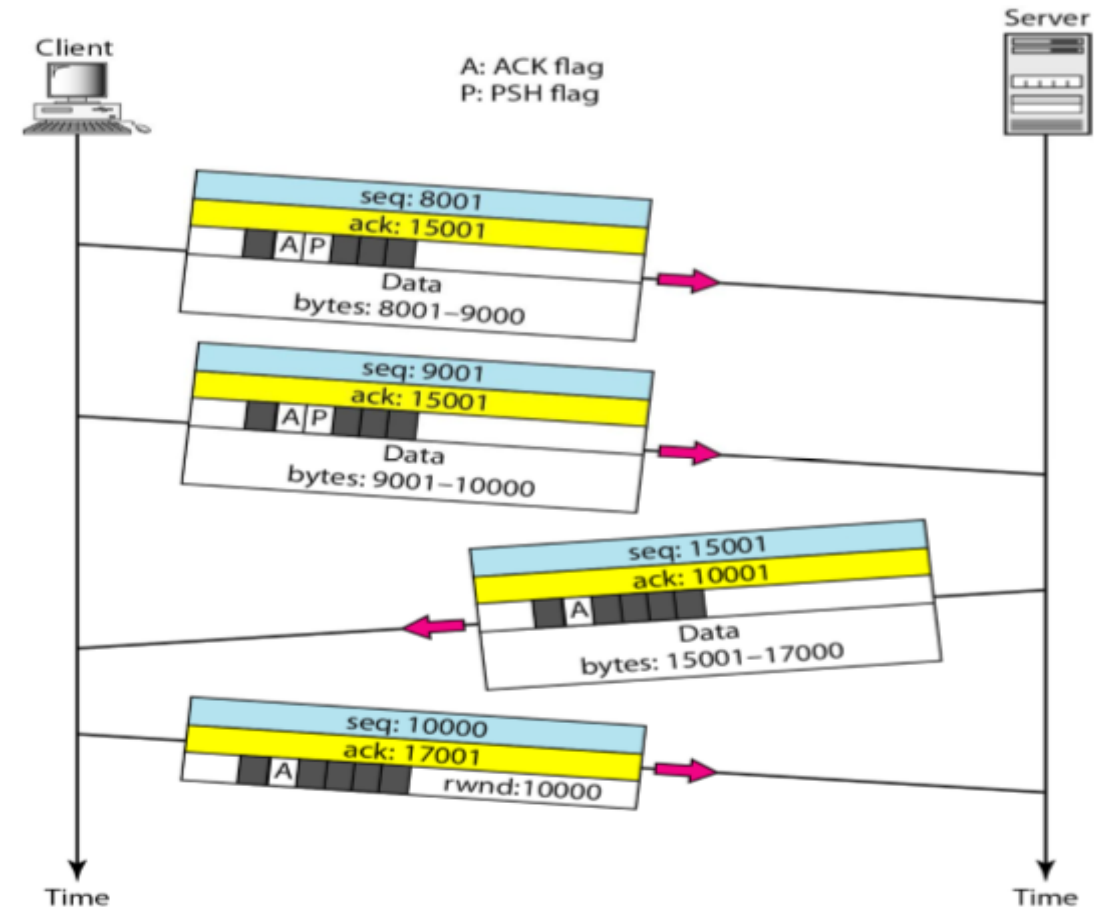 Client
Server
A: ACK flag
P: PSH flag
seq: 8001
ack: 15001
A P
Data
bytes: 8001–9000
seq: 9001
ack: 15001
A P
Data
bytes: 9001–10000
seq: 15001
ack: 10001
A
Data
bytes: 15001–17000
seq: 10000
ack: 17001
A
rwnd:10000
Time
Time